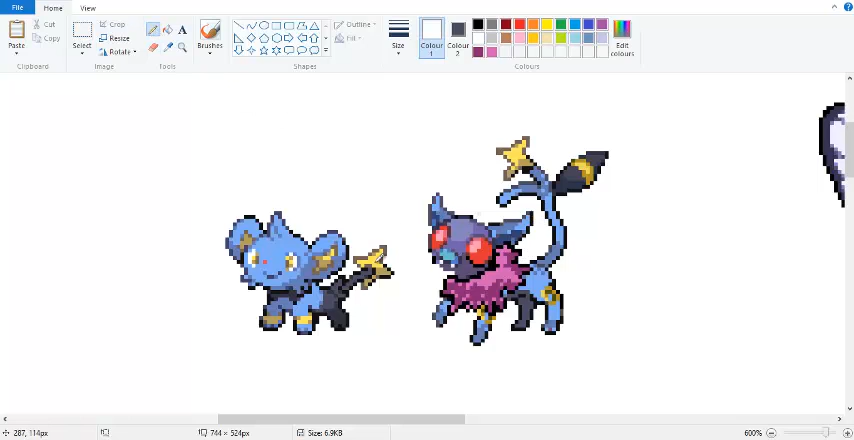 File Home View
Paste Cut Copy
Clipboard
Select Crop Resize Rotate
Image
A
Tools
Brushes
Outline Fill
Shapes
Size
Colour 1 Colour 2
Edit colours
Colours
287, 114px 744 × 524px Size: 6.9KB 600%